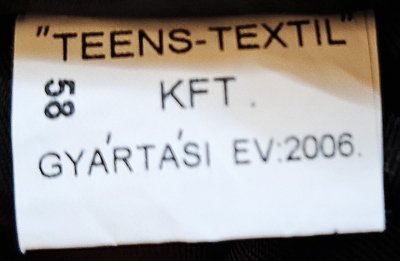 "TEENS-TEXTIL"
58
KFT.
GYÁRTÁSI EV:2006.